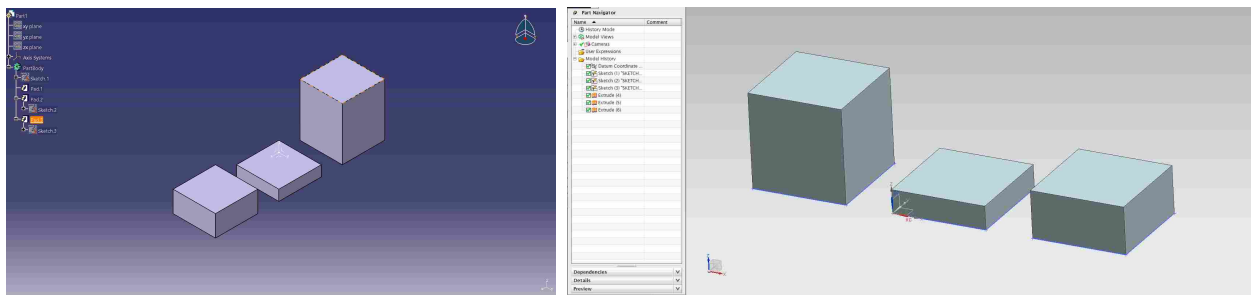 Part1
xy plane
yz plane
zx plane
Axis Systems
PartBody
Sketch.1
Pad.1
Pad.2
Sketch.2
Sketch.3
Part Navigator
Name Comment
History Mode
Model Views
Cameras
User Expressions
Model History
Datum Coordinate ...
Sketch (1) "SKETCH...
Sketch (2) "SKETCH...
Sketch (3) "SKETCH...
Extrude (4)
Extrude (5)
Extrude (6)
Dependencies
Details
Preview